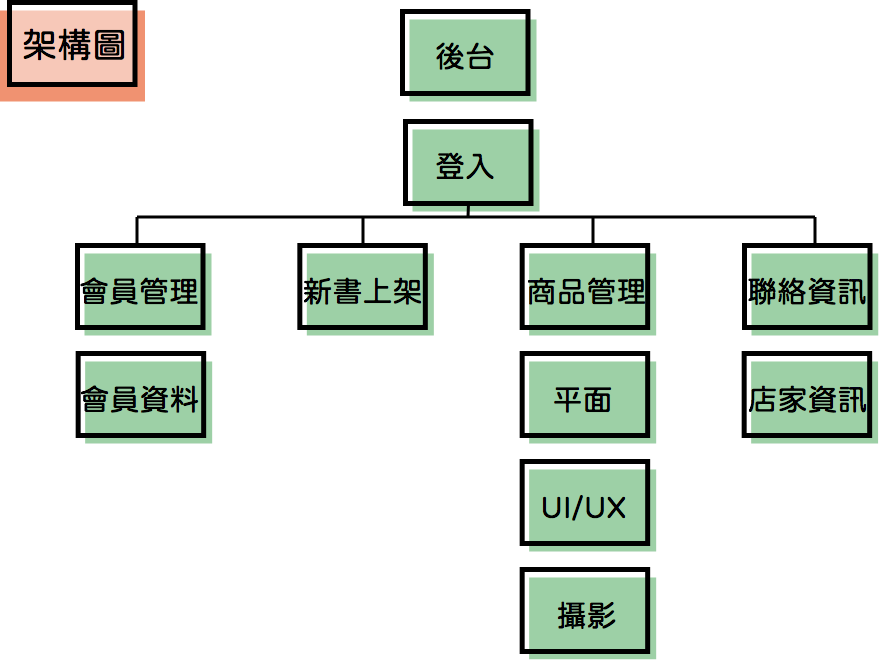 架構圖
後台
登入
會員管理
新書上架
商品管理
聯絡資訊
會員資料
平面
店家資訊
UI/UX
攝影